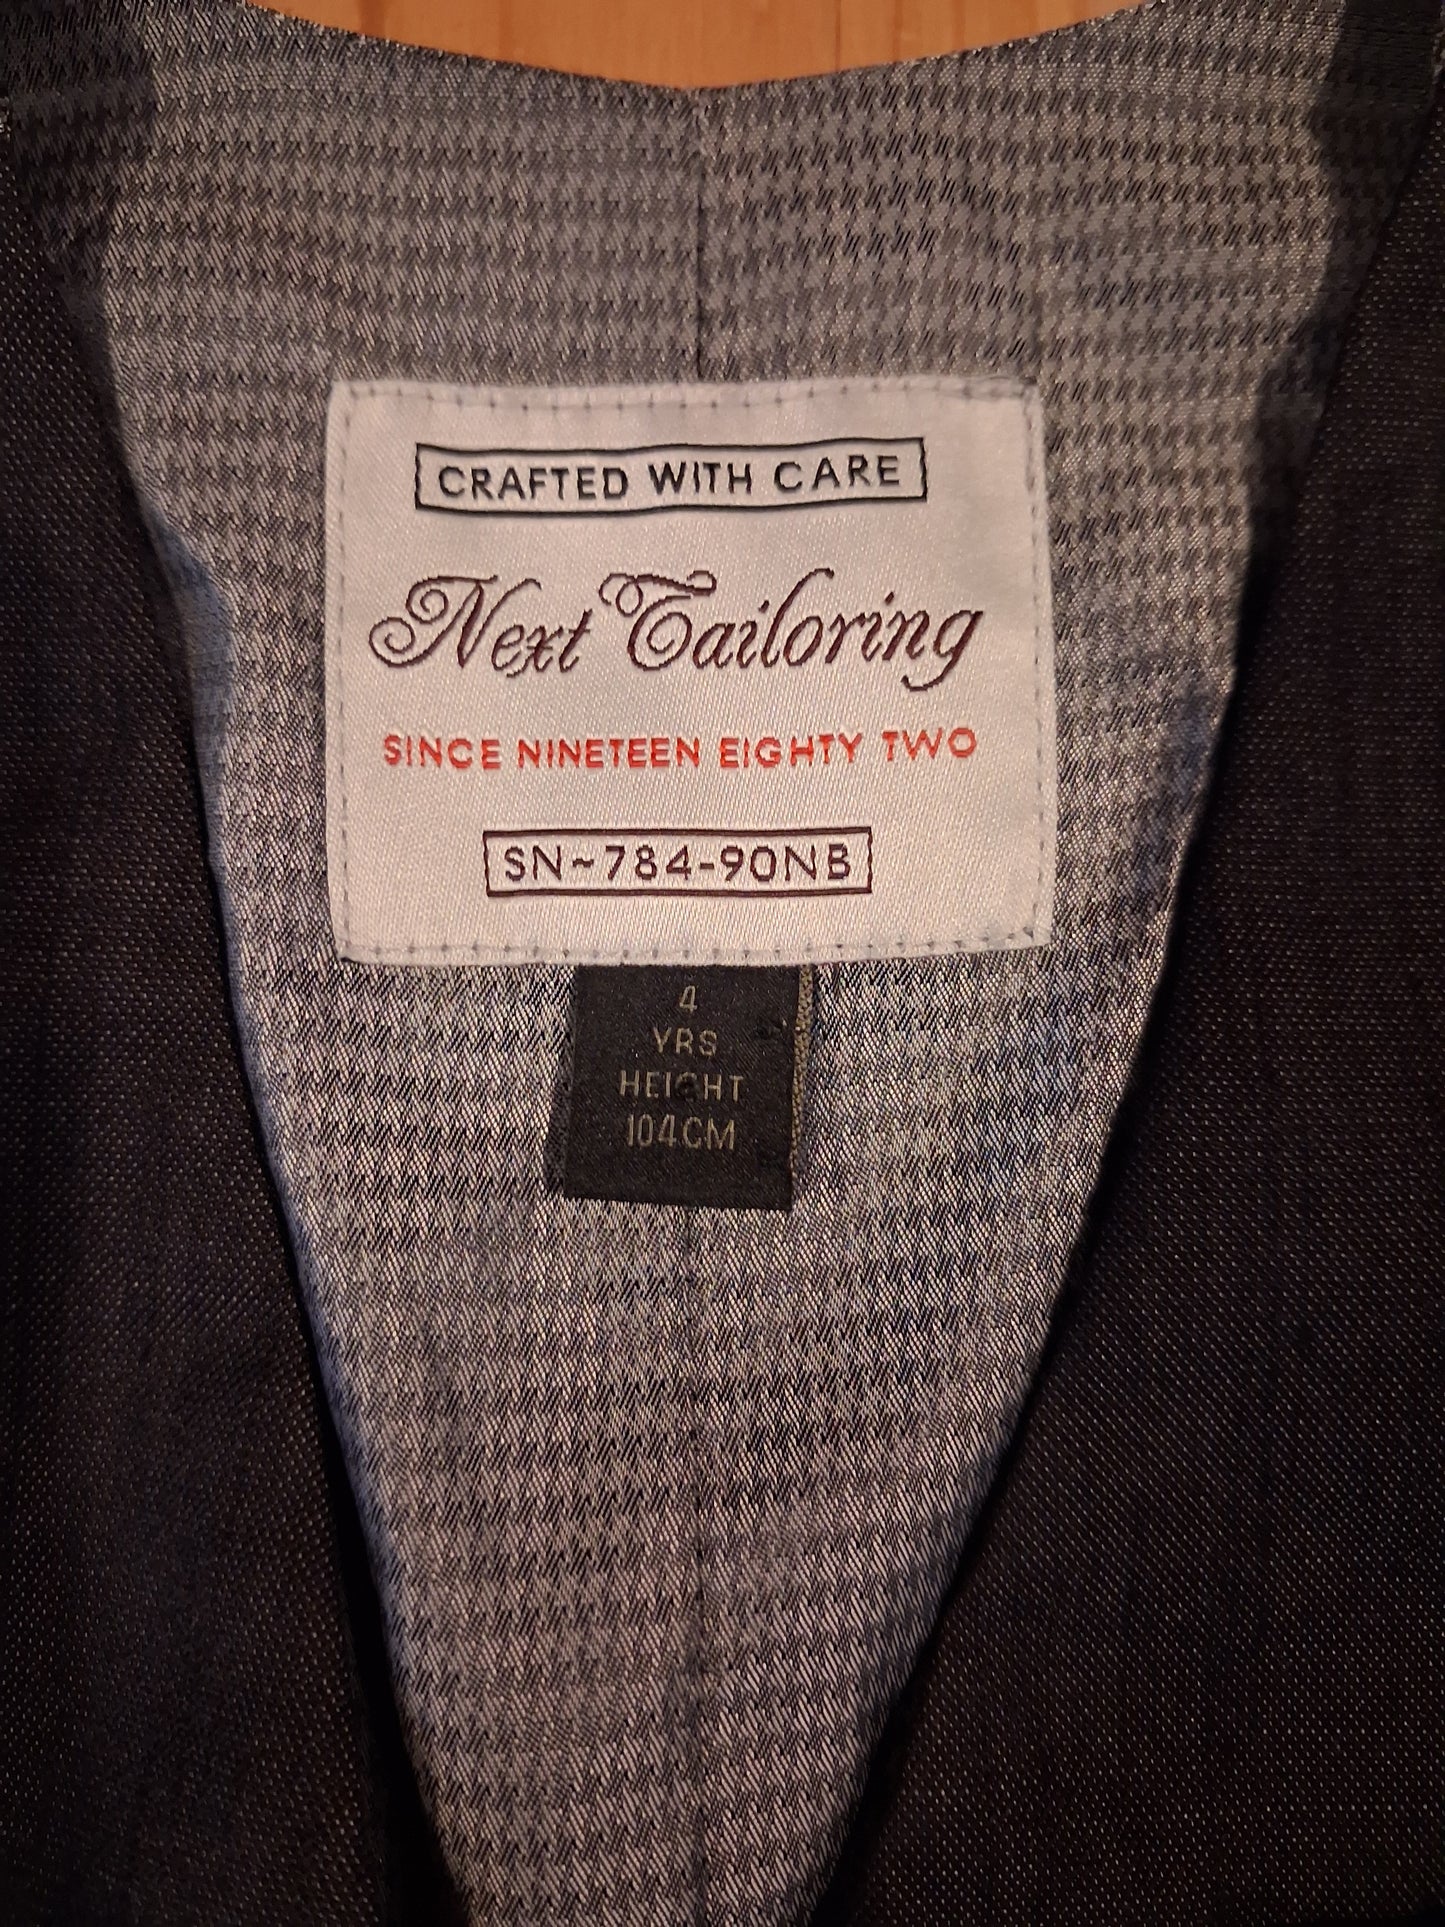 CRAFTED WITH CARE
Next Tailoring
SINCE NINETEEN EIGHTY TWO
SN~784-90NB
4
YRS
HEIGHT
104CM